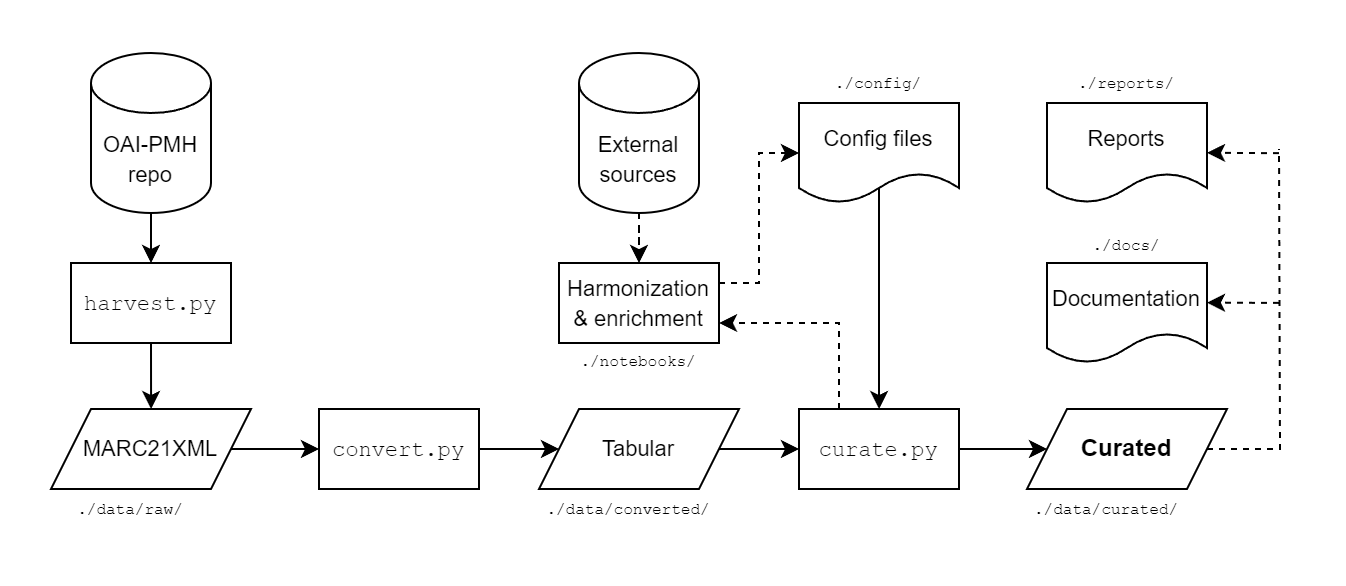 ./config/
./reports/
OAI-PMH
repo
External
sources
Config files
Reports
./docs/
harvest.py
Harmonization
& enrichment
Documentation
./notebooks/
MARC21XML
convert.py
Tabular
curate.py
Curated
./data/raw/
./data/converted/
./data/curated/